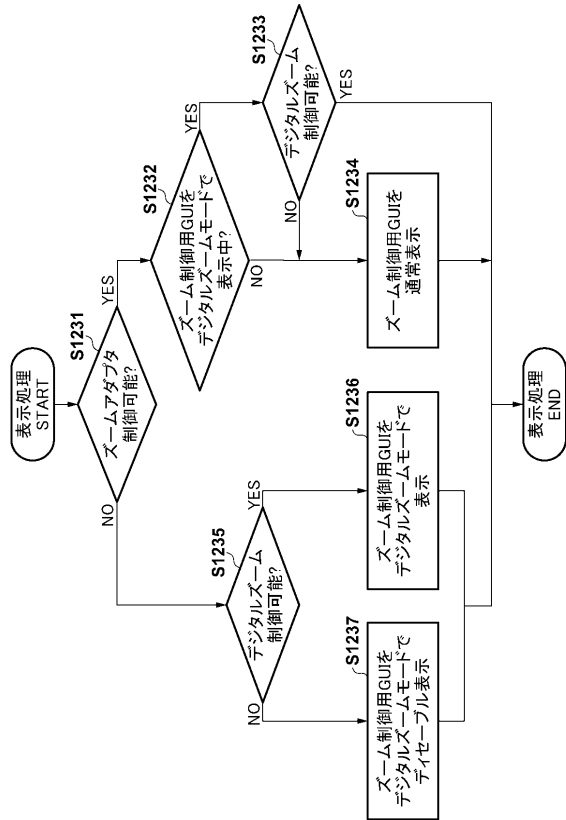 表示処理
START
S1231
ズームアダプタ
制御可能?
YES
NO
S1232
ズーム制御用GUIを
デジタルズームモードで
表示中?
YES
NO
S1233
デジタルズーム
制御可能?
YES
NO
S1234
ズーム制御用GUIを
通常表示
S1235
デジタルズーム
制御可能?
YES
NO
S1236
ズーム制御用GUIを
デジタルズームモードで
表示
S1237
ズーム制御用GUIを
デジタルズームモードで
ディセーブル表示
表示処理
END